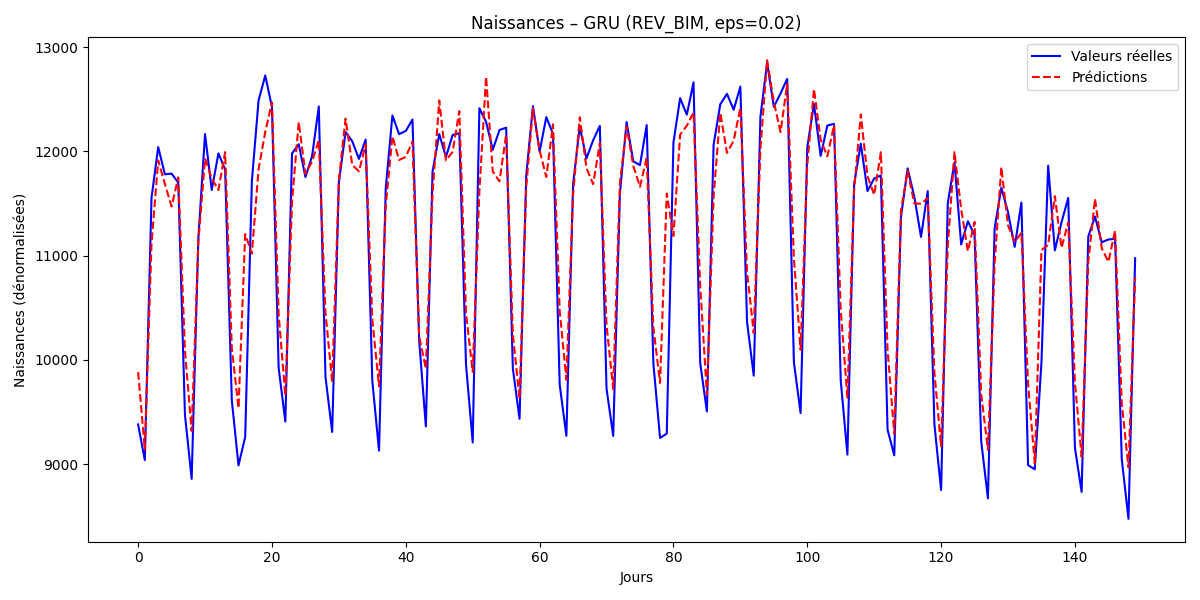 Naissances – GRU (REV_BIM, eps=0.02)
Valeurs réelles
Prédictions
Naissances (dénormalisées)
13000
12000
11000
10000
9000
0 20 40 60 80 100 120 140
Jours